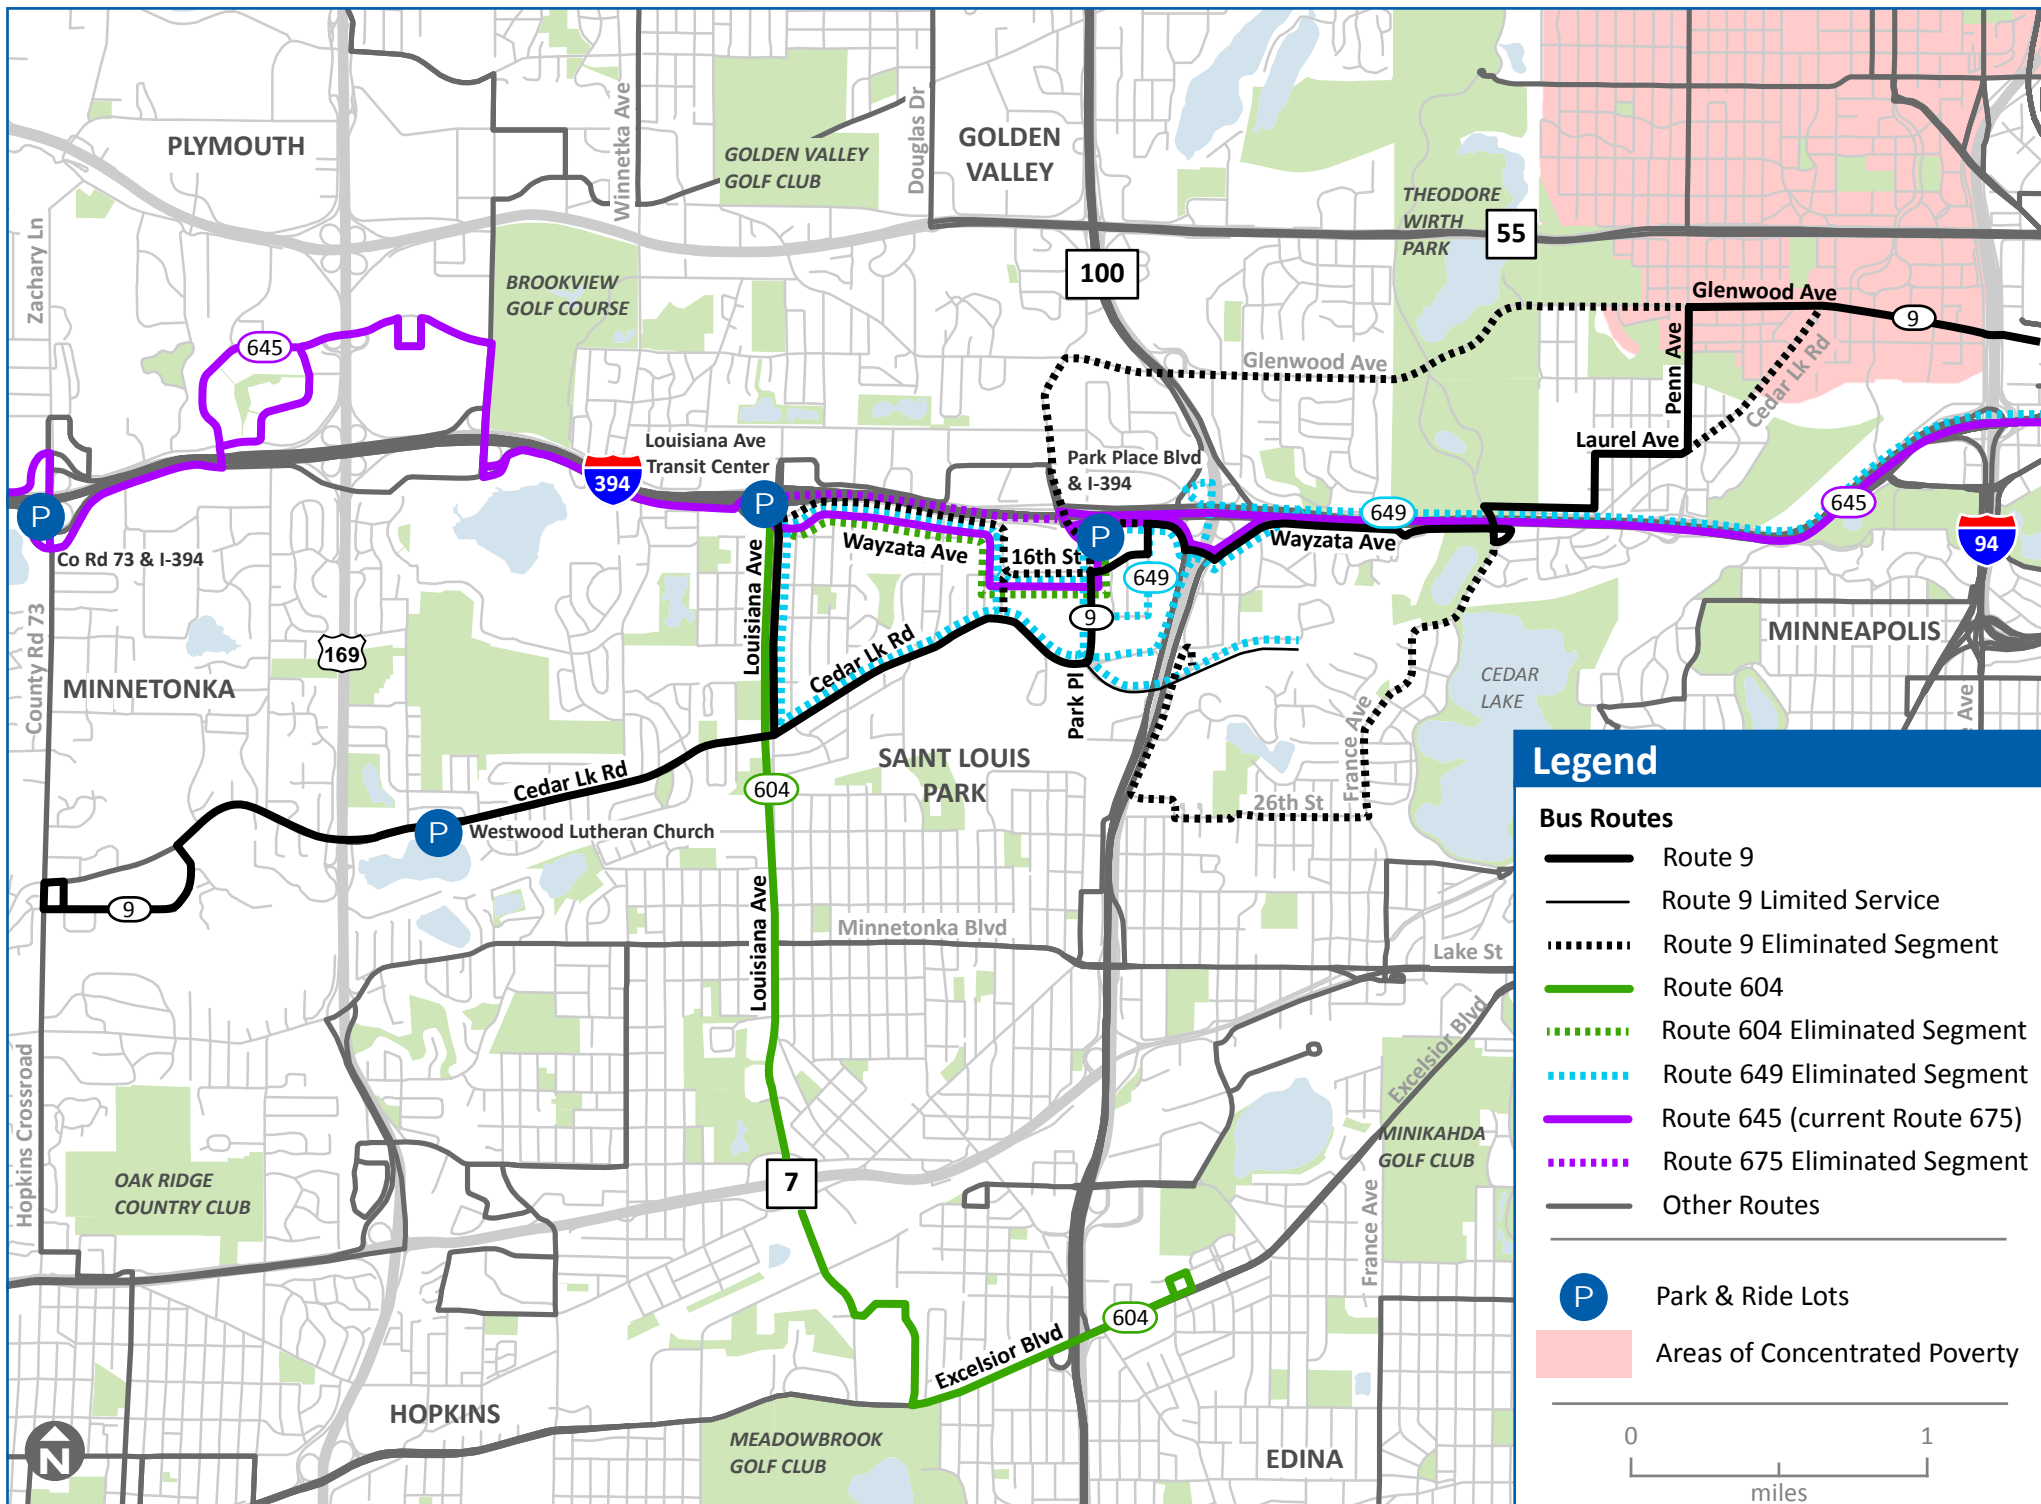 PLYMOUTH
Zachary Ln
Winnetka Ave
GOLDEN VALLEY
GOLF CLUB
Douglas Dr
GOLDEN
VALLEY
THEODORE
WIRTH
PARK
55
100
BROOKVIEW
GOLF COURSE
645
Glenwood Ave
9
Glenwood Ave
Penn Ave
Cedar Lk Rd
Laurel Ave
Louisiana Ave
Transit Center
Park Place Blvd
& I-394
394
P
P
P
649
645
94
Co Rd 73 & I-394
Wayzata Ave
16th St
Wayzata Ave
649
9
Louisiana Ave
Cedar Lk Rd
Park Pl
County Rd 73
169
MINNETONKA
MINNEAPOLIS
CEDAR
LAKE
France Ave
Ave
SAINT LOUIS
PARK
604
26th St
Cedar Lk Rd
P
Westwood Lutheran Church
9
Louisiana Ave
Minnetonka Blvd
Lake St
Excelsior Blvd
Hopkins Crossroad
OAK RIDGE
COUNTRY CLUB
7
MINIKAHDA
GOLF CLUB
France Ave
604
Excelsior Blvd
HOPKINS
MEADOWBROOK
GOLF CLUB
EDINA
N
Legend
Bus Routes
Route 9
Route 9 Limited Service
Route 9 Eliminated Segment
Route 604
Route 604 Eliminated Segment
Route 649 Eliminated Segment
Route 645 (current Route 675)
Route 675 Eliminated Segment
Other Routes
P Park & Ride Lots
Areas of Concentrated Poverty
0 1
miles